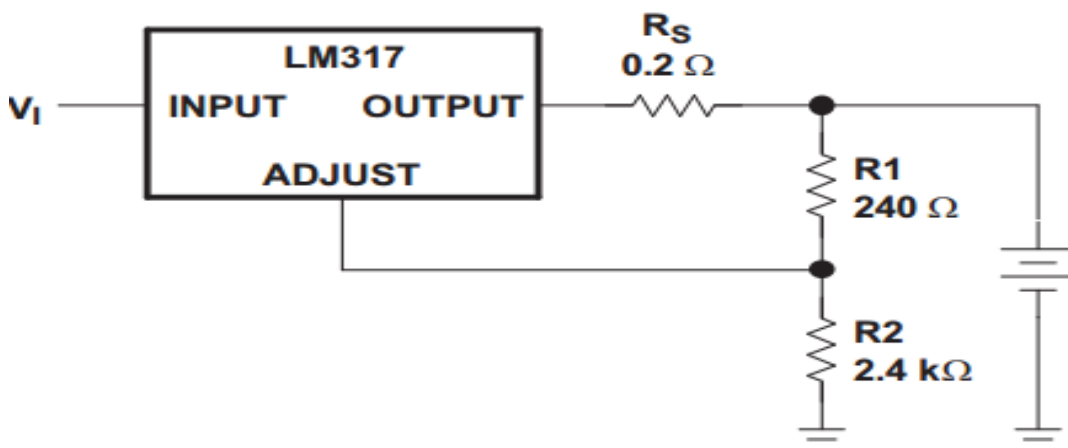 LM317
V_I
INPUT
OUTPUT
ADJUST
R_S
0.2 Ω
R1
240 Ω
R2
2.4 kΩ